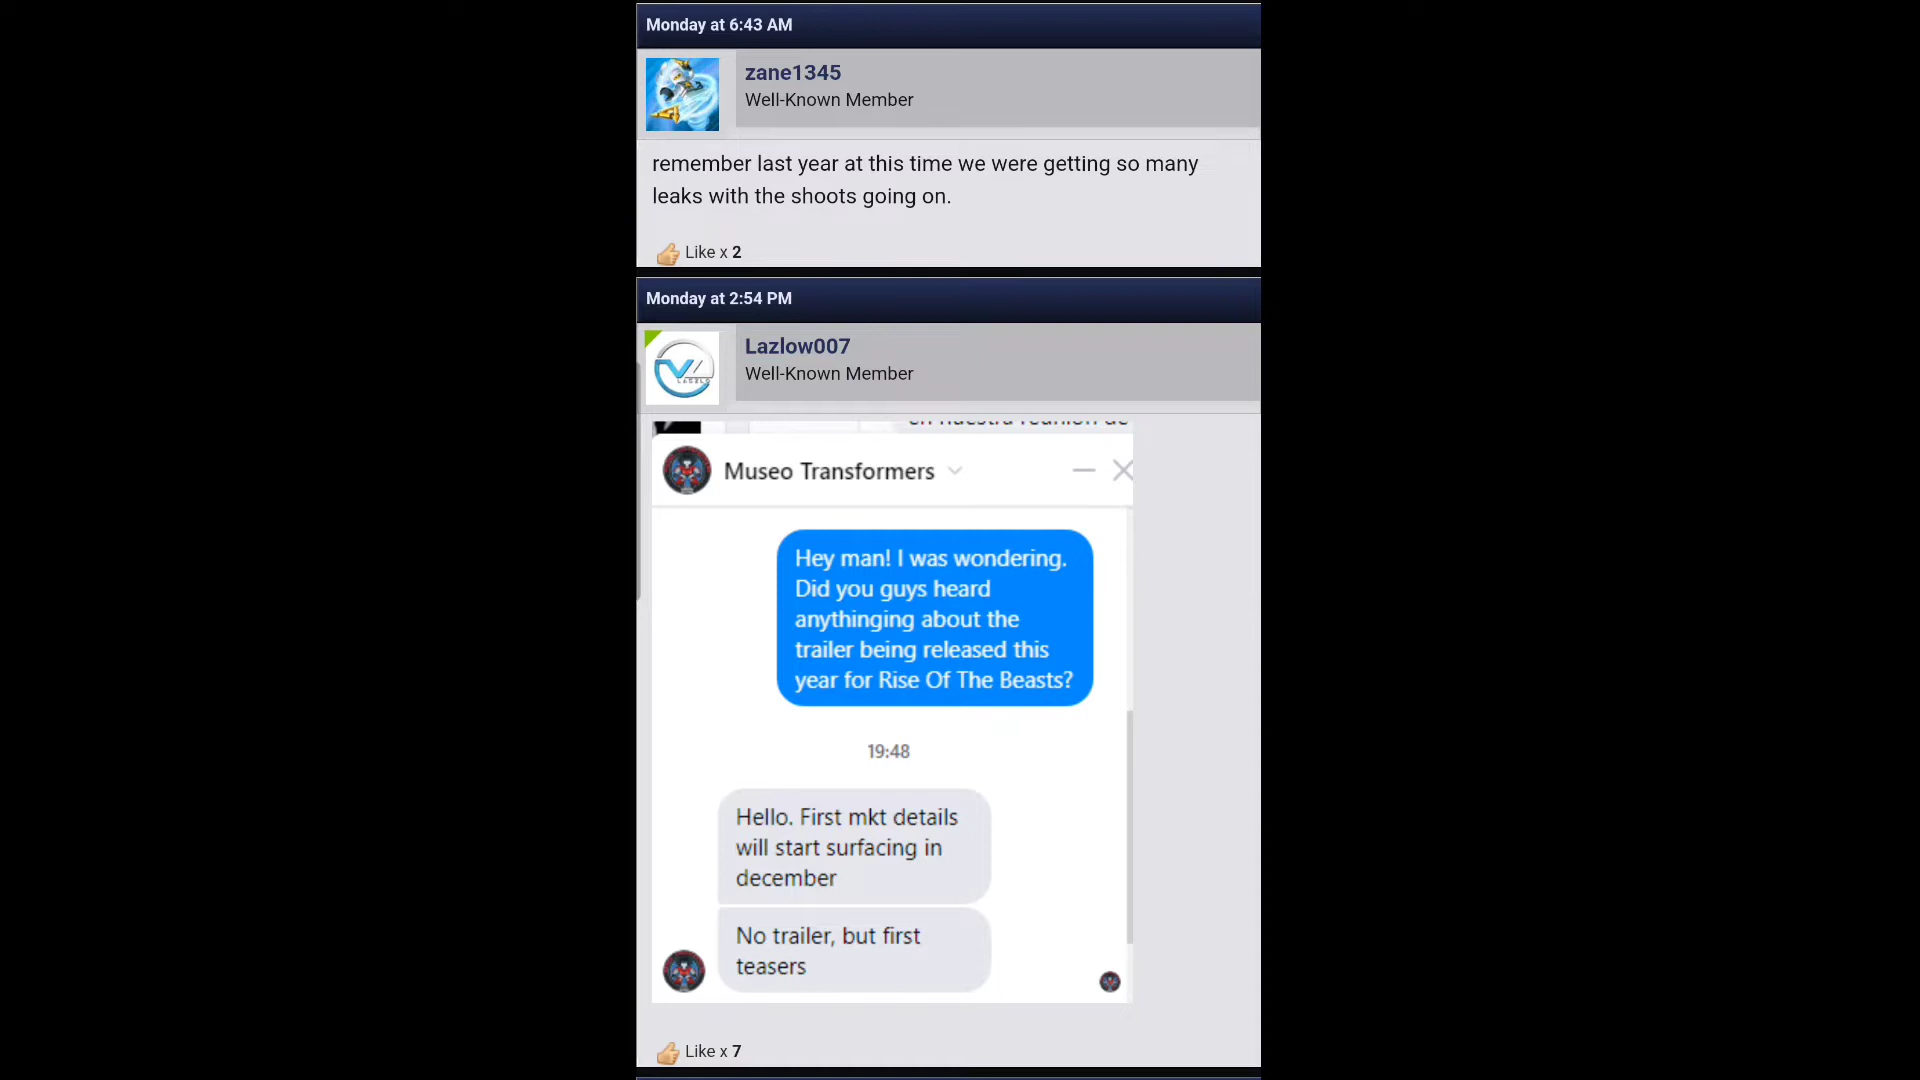 Monday at 6:43 AM
zane1345
Well-Known Member
remember last year at this time we were getting so many
leaks with the shoots going on.
Like x 2
Monday at 2:54 PM
Lazlow007
Well-Known Member
en nuestra reunion de
Museo Transformers
Hey man! I was wondering.
Did you guys heard
anythinging about the
trailer being released this
year for Rise Of The Beasts?
19:48
Hello. First mkt details
will start surfacing in
december
No trailer, but first
teasers
Like x 7